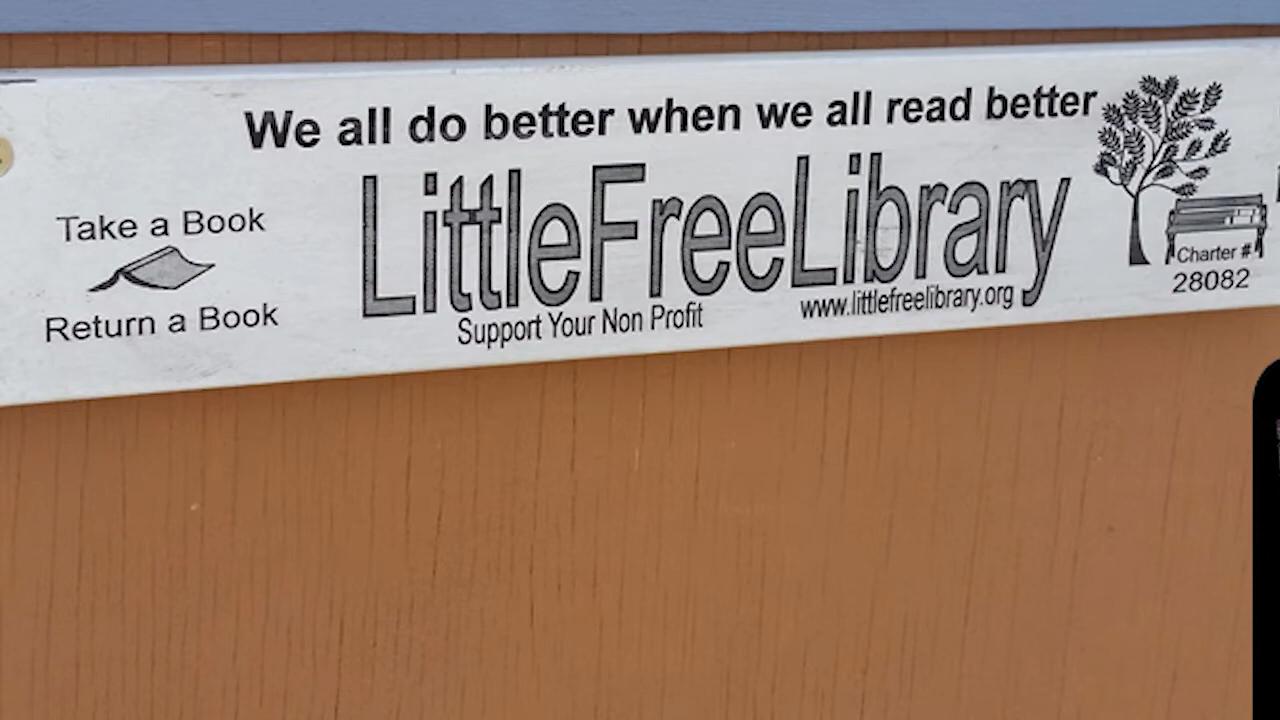 We all do better when we all read better
Take a Book
Return a Book
LittleFreeLibrary
Support Your Non Profit
www.littlefreelibrary.org
Charter #
28082